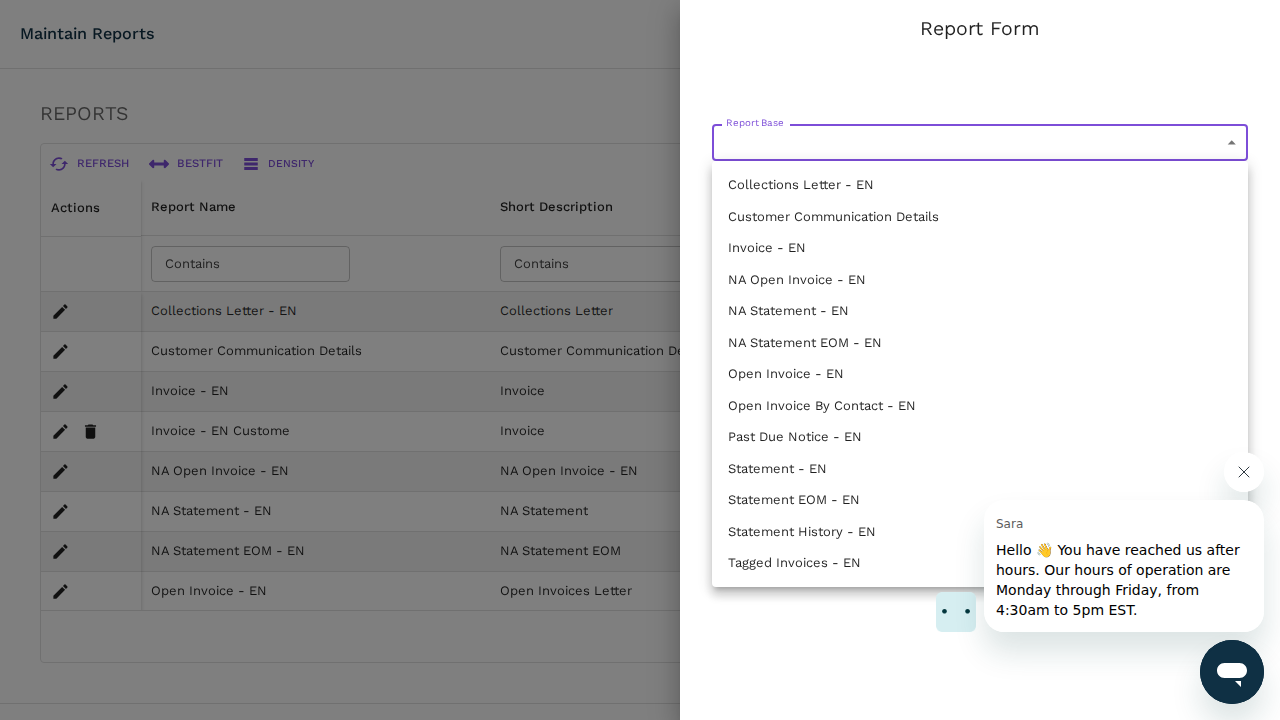 Maintain Reports
REPORTS
REFRESH BESTFIT DENSITY
Actions Report Name Short Description
Contains Contains
Collections Letter - EN Collections Letter
Customer Communication Details Customer Communication De
Invoice - EN Invoice
Invoice - EN Custome Invoice
NA Open Invoice - EN NA Open Invoice - EN
NA Statement - EN NA Statement
NA Statement EOM - EN NA Statement EOM
Open Invoice - EN Open Invoices Letter
Report Form
Report Base
Collections Letter - EN
Customer Communication Details
Invoice - EN
NA Open Invoice - EN
NA Statement - EN
NA Statement EOM - EN
Open Invoice - EN
Open Invoice By Contact - EN
Past Due Notice - EN
Statement - EN
Statement EOM - EN
Statement History - EN
Tagged Invoices - EN
Sara
Hello 👋 You have reached us after
hours. Our hours of operation are
Monday through Friday, from
4:30am to 5pm EST.